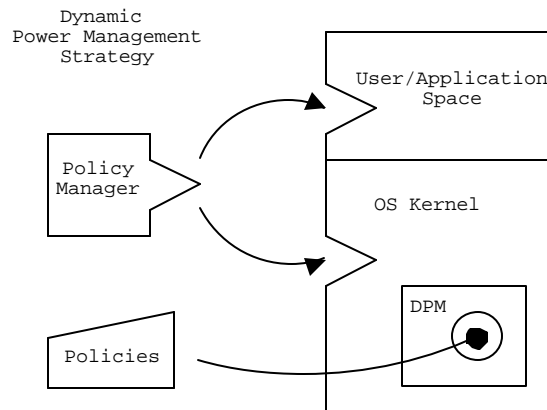 Dynamic
Power Management
Strategy
User/Application
Space
Policy
Manager
OS Kernel
DPM
Policies